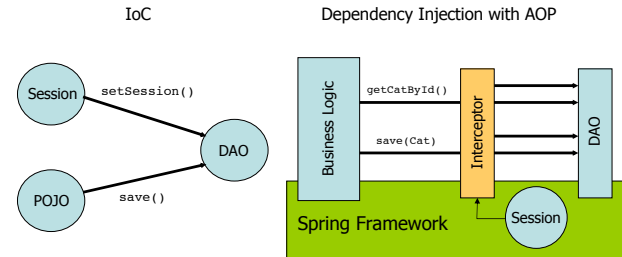 IoC
Dependency Injection with AOP
Session
setSession()
DAO
POJO
save()
Business Logic
getCatById()
save(Cat)
Interceptor
DAO
Session
Spring Framework